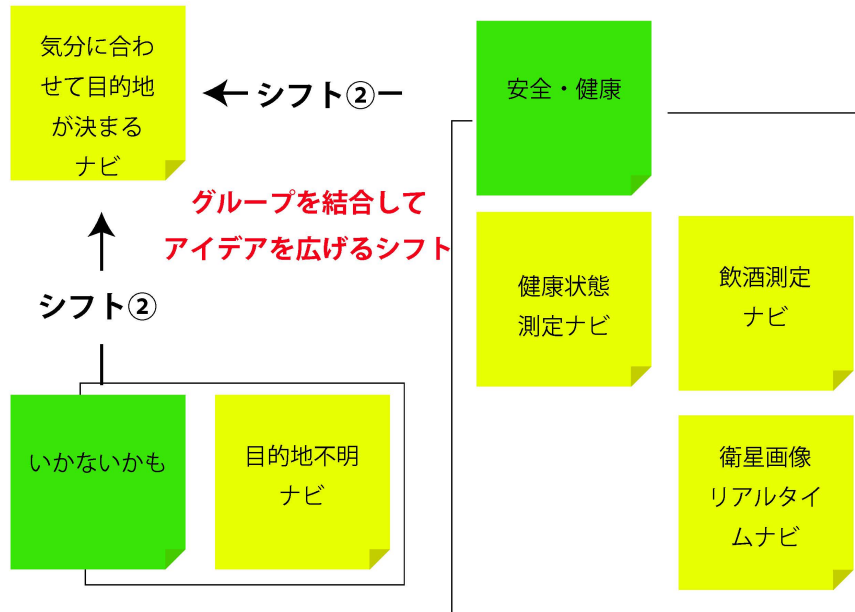 気分に合わ
せて目的地
が決まる
ナビ
シフト②
安全・健康
グループを結合して
アイデアを広げるシフト
シフト②
健康状態
測定ナビ
飲酒測定
ナビ
いかないかも
目的地不明
ナビ
衛星画像
リアルタイ
ムナビ